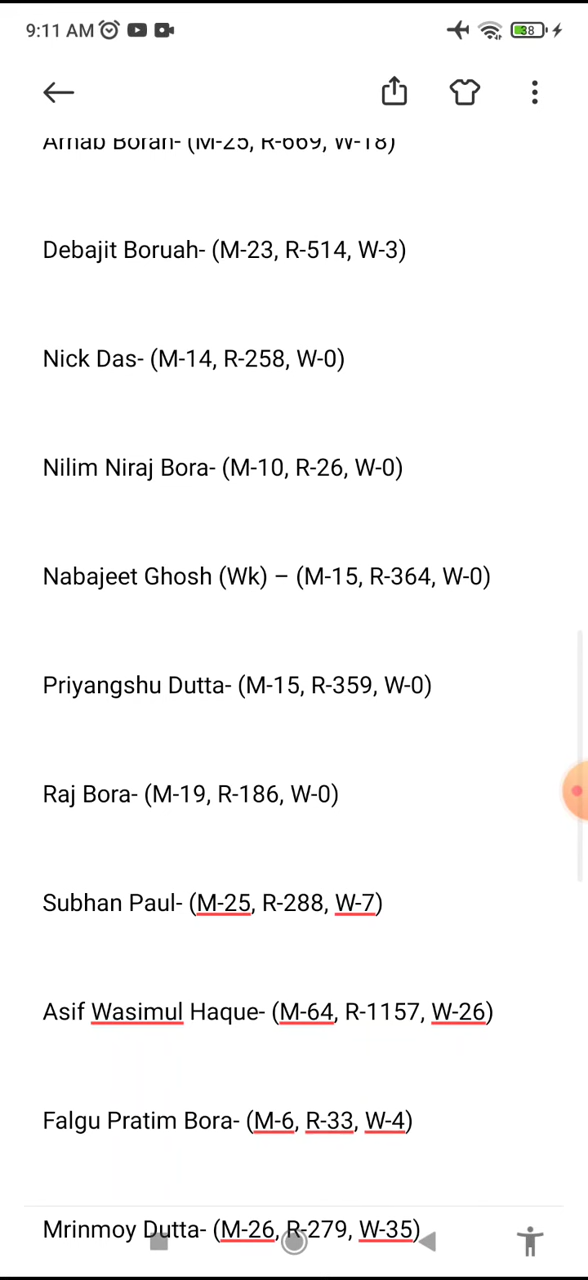 9:11 AM
38
Arnab Borah- (M-25, R-669, W-18)
Debajit Boruah- (M-23, R-514, W-3)
Nick Das- (M-14, R-258, W-0)
Nilim Niraj Bora- (M-10, R-26, W-0)
Nabajeet Ghosh (Wk) – (M-15, R-364, W-0)
Priyangshu Dutta- (M-15, R-359, W-0)
Raj Bora- (M-19, R-186, W-0)
Subhan Paul- (M-25, R-288, W-7)
Asif Wasimul Haque- (M-64, R-1157, W-26)
Falgu Pratim Bora- (M-6, R-33, W-4)
Mrinmoy Dutta- (M-26, R-279, W-35)